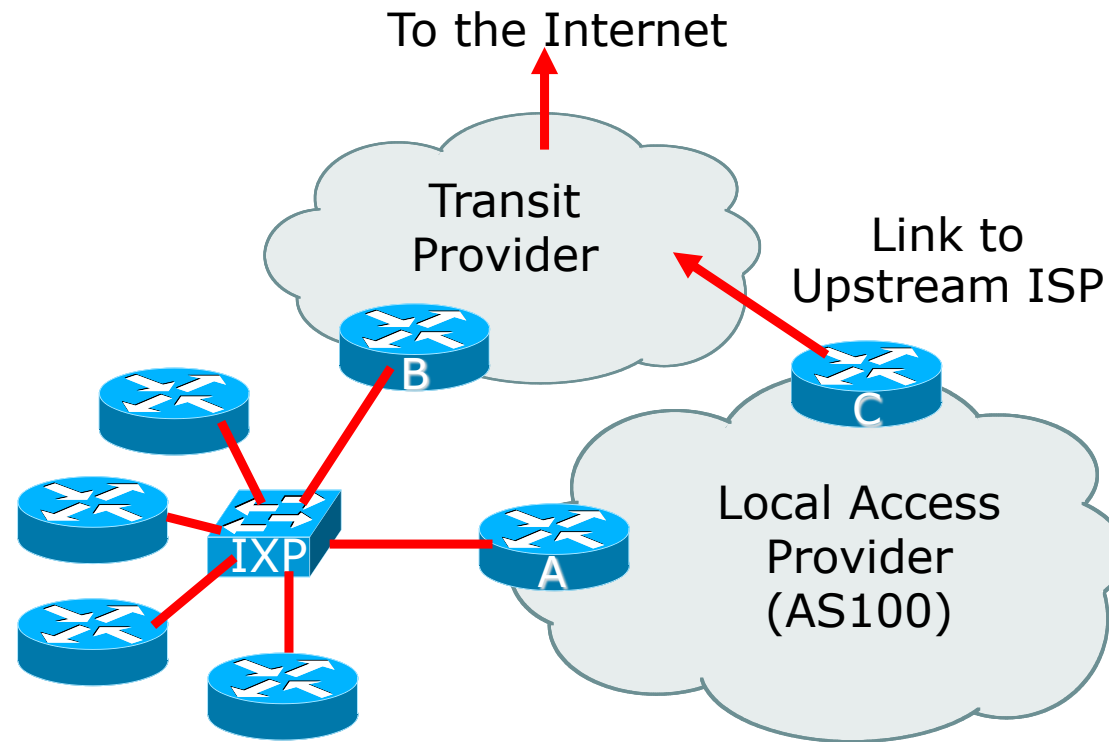 To the Internet
Transit
Provider
Link to
Upstream ISP
B
C
IXP
A
Local Access
Provider
(AS100)